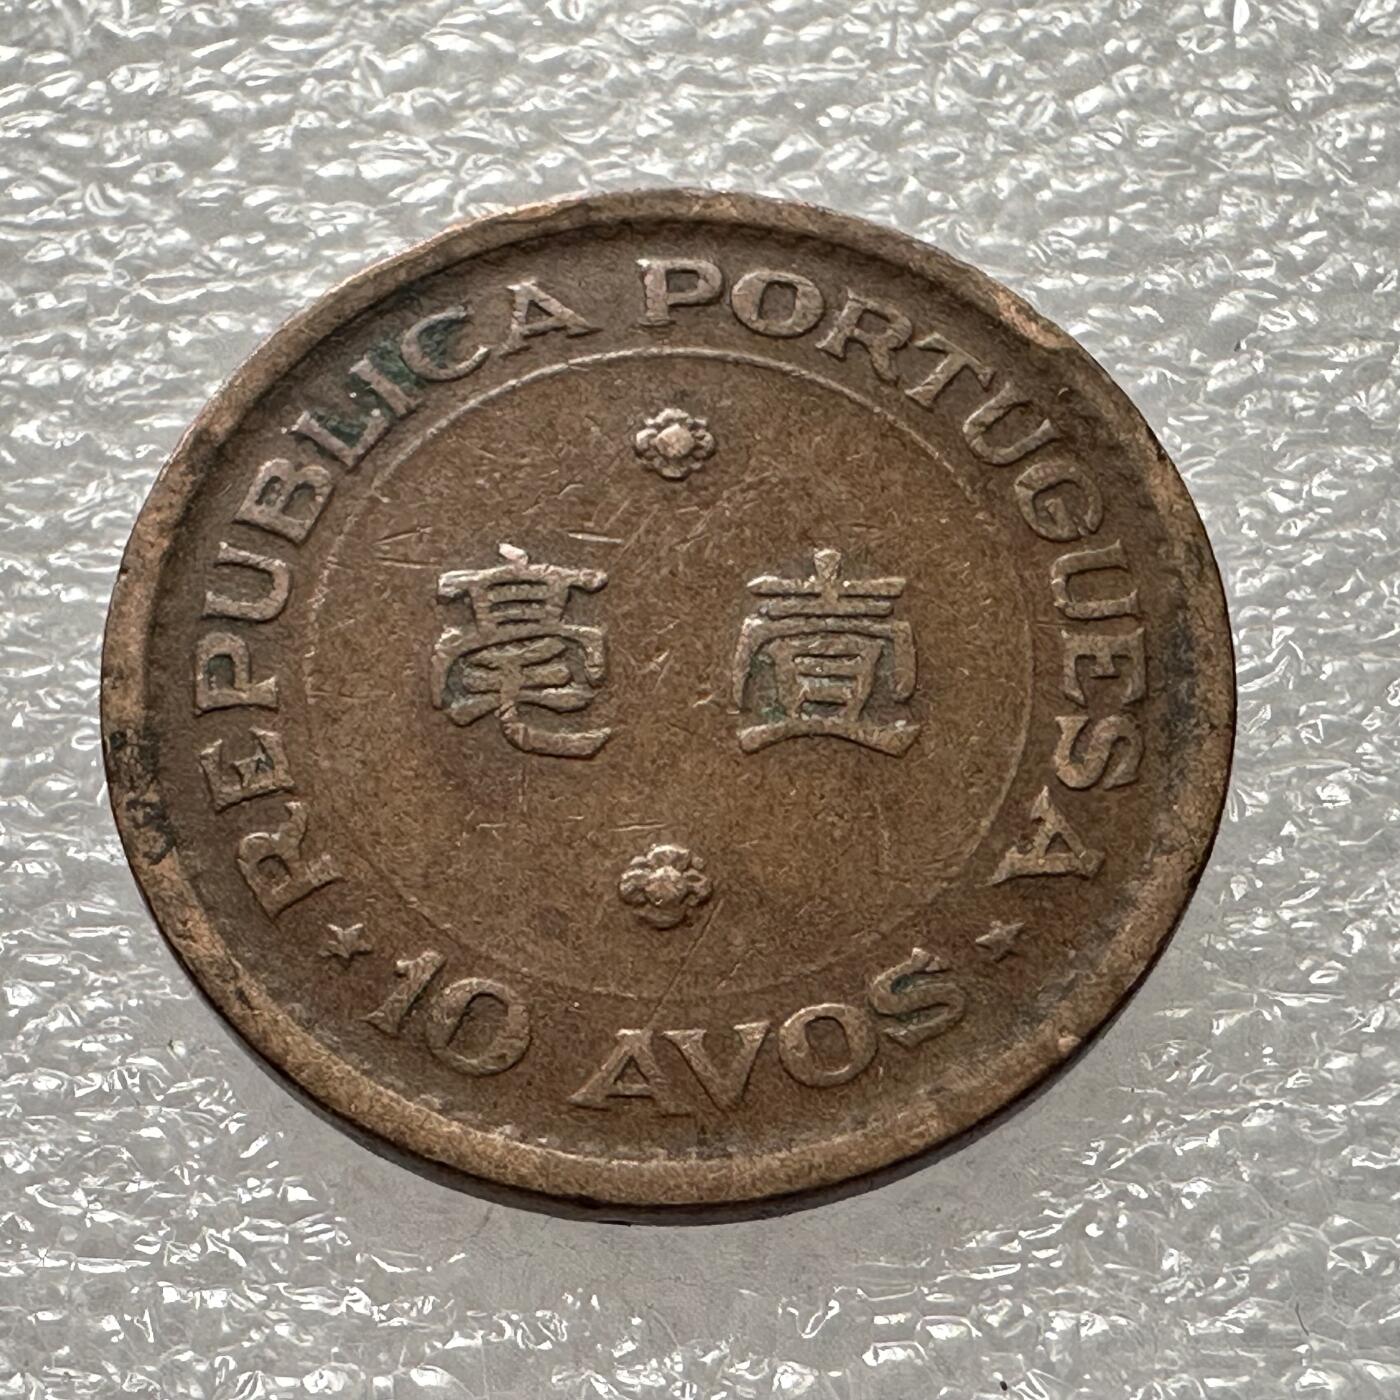 REPUBLICA PORTUGUESA
壹毫
★ 10 AVOS ★